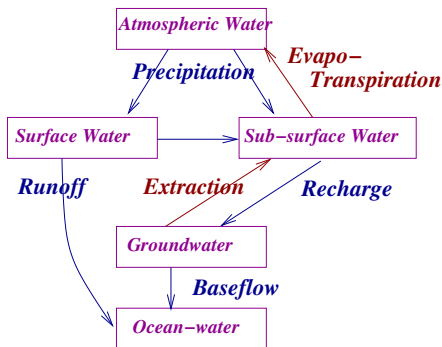 Atmospheric Water
Evapo-
Precipitation
Transpiration
Surface Water
Sub-surface Water
Runoff
Extraction
Recharge
Groundwater
Baseflow
Ocean-water